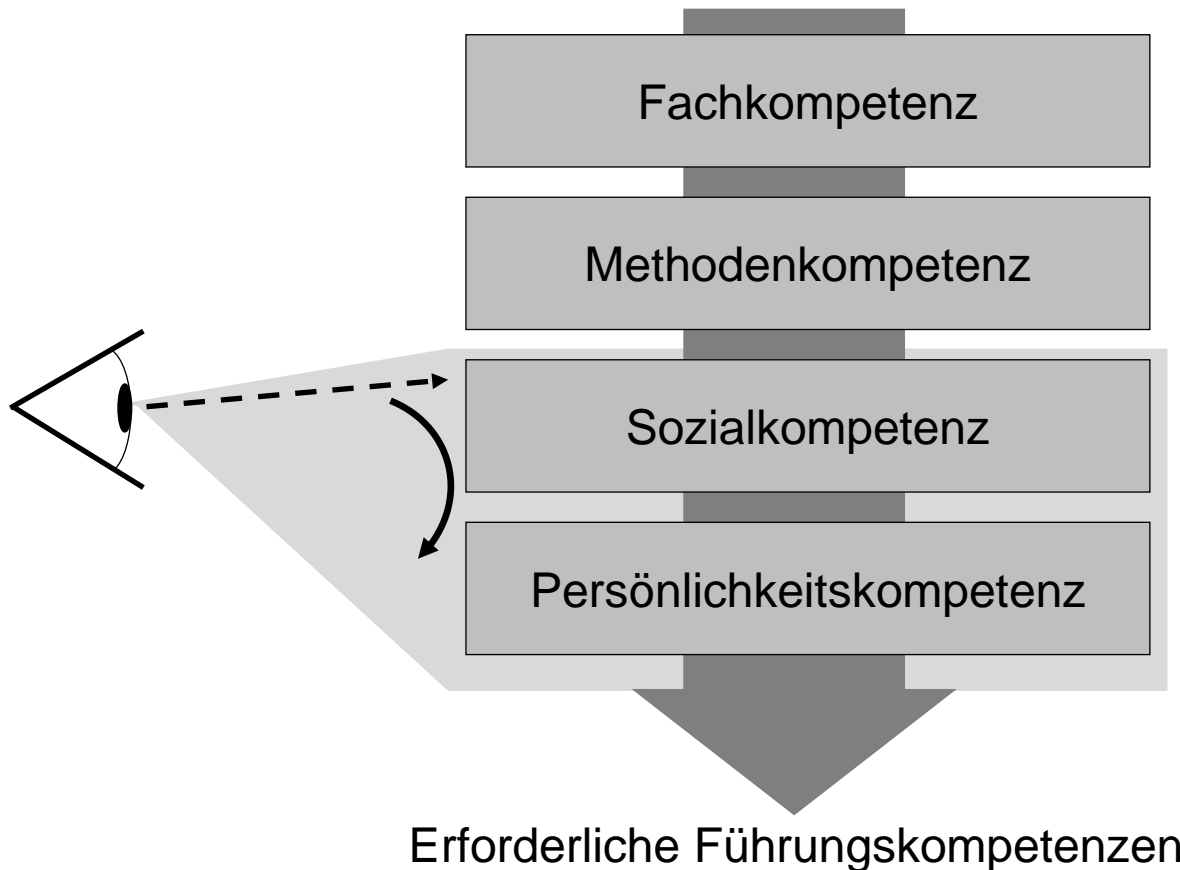 Fachkompetenz
Methodenkompetenz
Sozialkompetenz
Persönlichkeitskompetenz
Erforderliche Führungskompetenzen